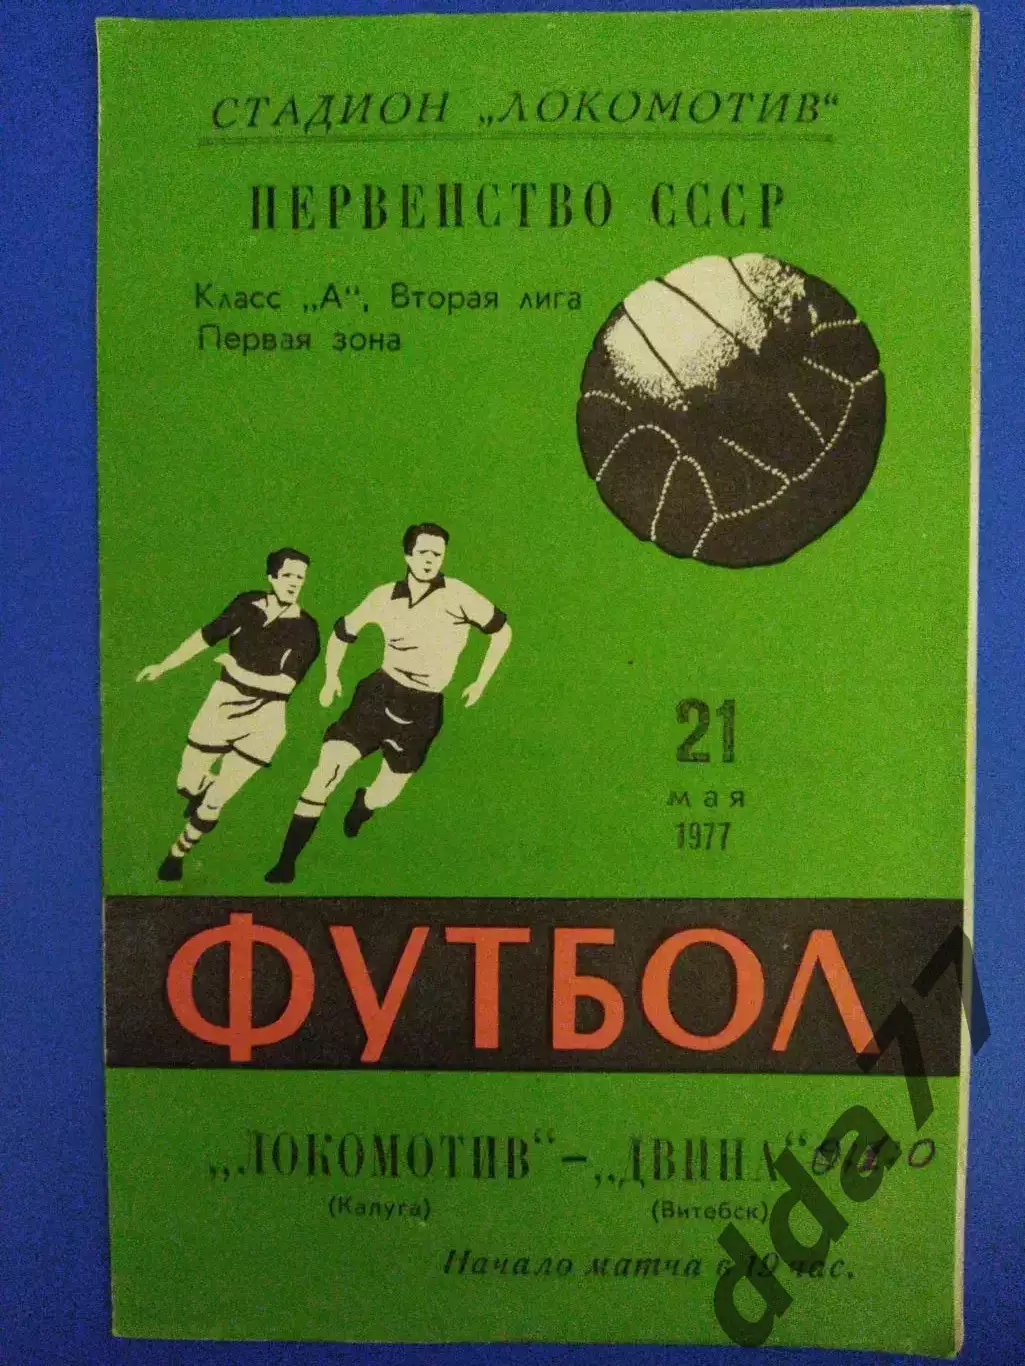 СТАДИОН „ЛОКОМОТИВ“
ПЕРВЕНСТВО СССР
Класс „А“, Вторая лига
Первая зона
21
мая
1977
ФУТБОЛ
„ЛОКОМОТИВ“ – „ДВИНА“
(Калуга) (Витебск)
Начало матча в 19 час.
dda77